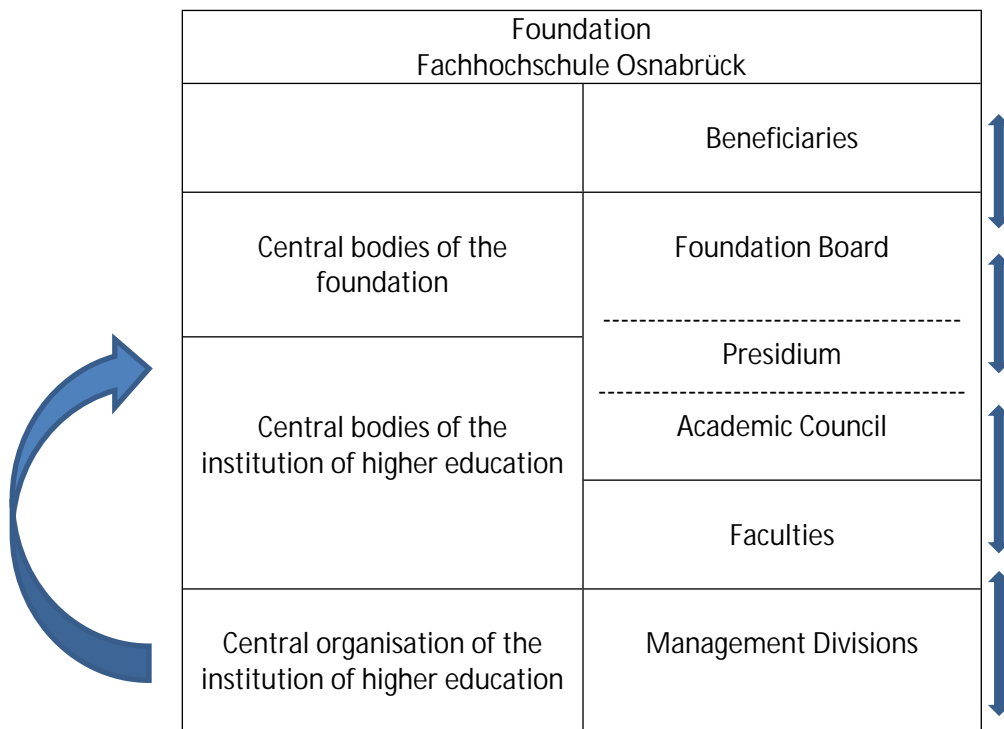 Foundation
Fachhochschule Osnabrück
Beneficiaries
Central bodies of the
foundation
Foundation Board
Presidium
Central bodies of the
institution of higher education
Academic Council
Faculties
Central organisation of the
institution of higher education
Management Divisions